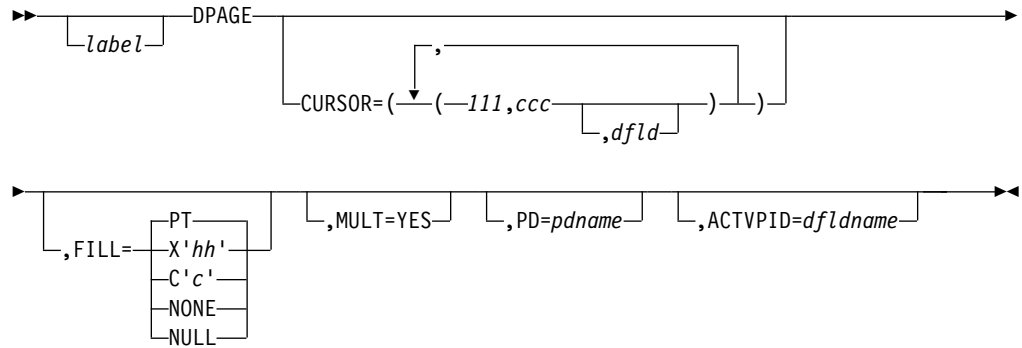 DPAGE
label
,
CURSOR=( ( 111,ccc ) )
,dfld
PT
,FILL= X'hh' ,MULT=YES ,PD=pdname ,ACTVPID=dfldname
C'c'
NONE
NULL